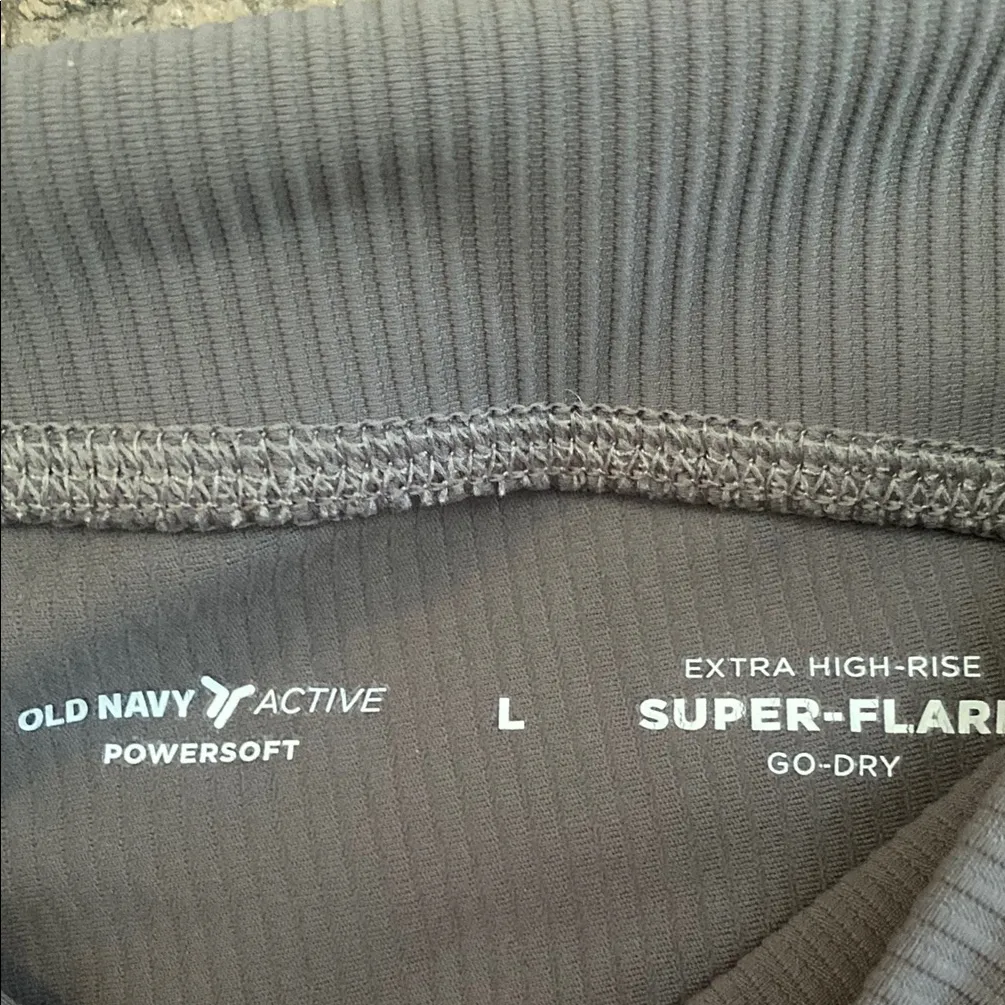 OLD NAVY ACTIVE
POWERSOFT
L
EXTRA HIGH-RISE
SUPER-FLAR
GO-DRY